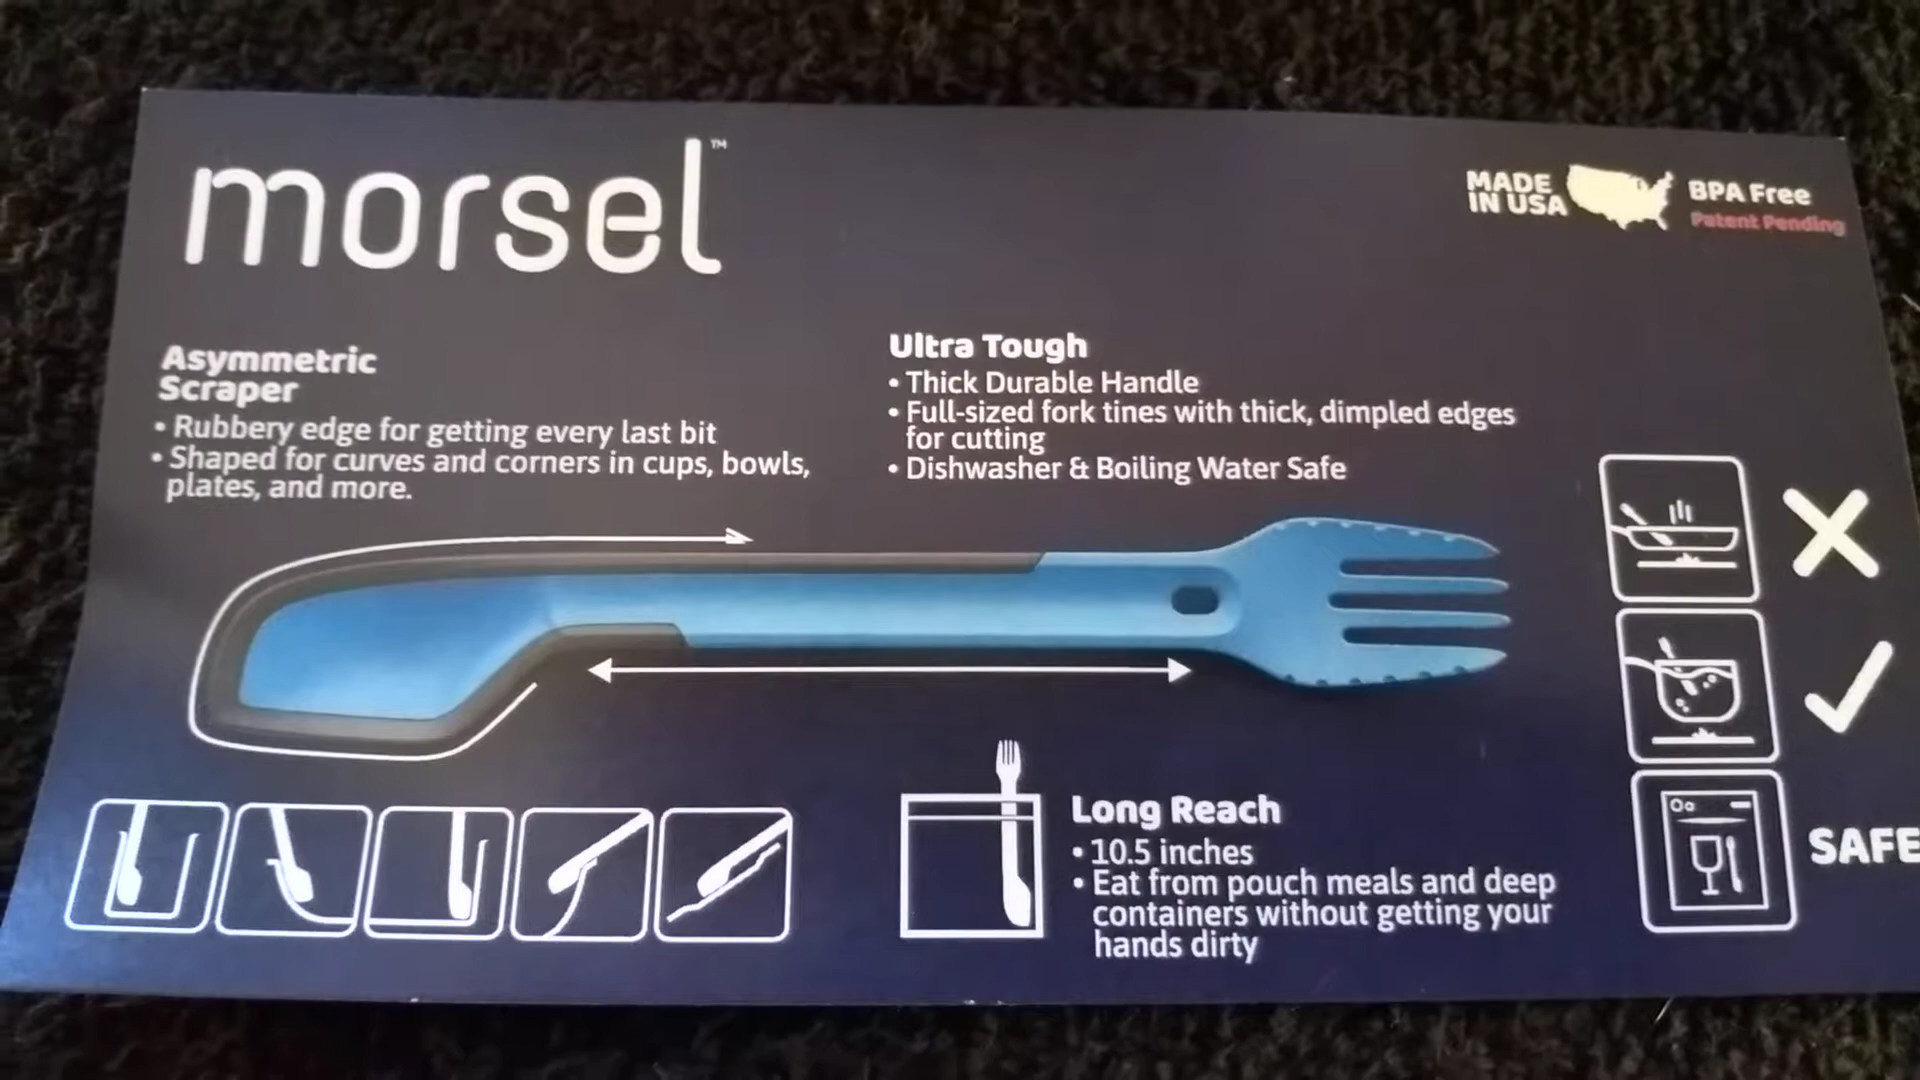 morsel™
MADE
IN USA
BPA Free
Patent Pending
Asymmetric
Scraper
• Rubbery edge for getting every last bit
• Shaped for curves and corners in cups, bowls,
plates, and more.
Ultra Tough
• Thick Durable Handle
• Full-sized fork tines with thick, dimpled edges
for cutting
• Dishwasher & Boiling Water Safe
Long Reach
• 10.5 inches
• Eat from pouch meals and deep
containers without getting your
hands dirty
SAFE